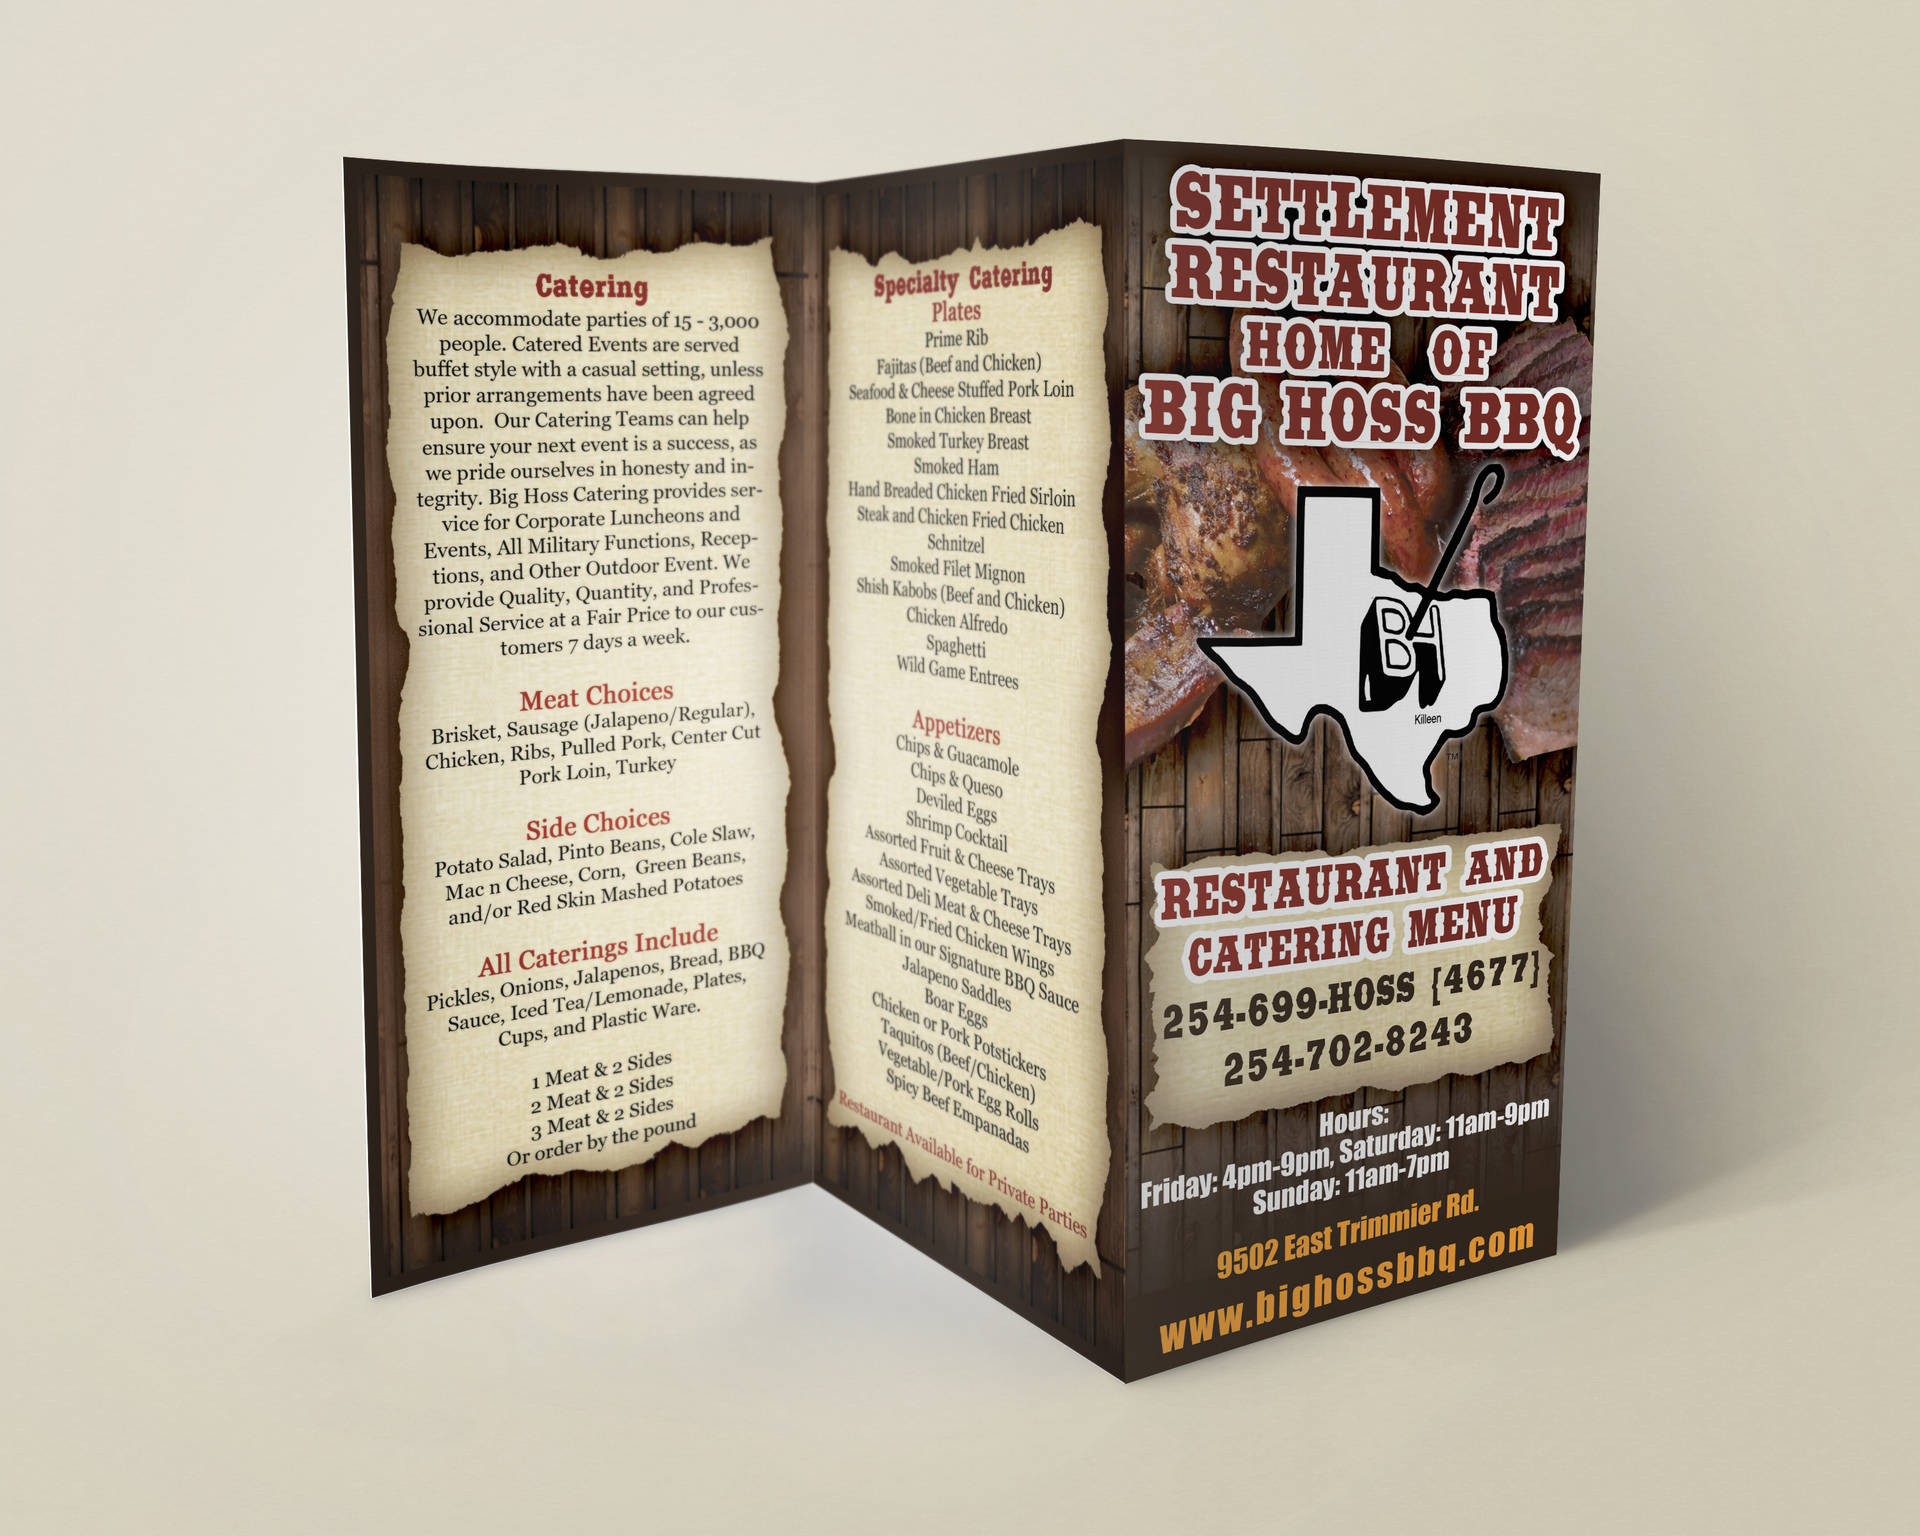 Catering
We accommodate parties of 15 - 3,000
people. Catered Events are served
buffet style with a casual setting, unless
prior arrangements have been agreed
upon.  Our Catering Teams can help
ensure your next event is a success, as
we pride ourselves in honesty and in-
tegrity. Big Hoss Catering provides ser-
vice for Corporate Luncheons and
Events, All Military Functions, Recep-
tions, and Other Outdoor Event. We
provide Quality, Quantity, and Profes-
sional Service at a Fair Price to our cus-
tomers 7 days a week.
Meat Choices
Brisket, Sausage (Jalapeno/Regular),
Chicken, Ribs, Pulled Pork, Center Cut
Pork Loin, Turkey
Side Choices
Potato Salad, Pinto Beans, Cole Slaw,
Mac n Cheese, Corn,  Green Beans,
and/or Red Skin Mashed Potatoes
All Caterings Include
Pickles, Onions, Jalapenos, Bread, BBQ
Sauce, Iced Tea/Lemonade, Plates,
Cups, and Plastic Ware.
1 Meat & 2 Sides
2 Meat & 2 Sides
3 Meat & 2 Sides
Or order by the pound
Specialty Catering
Plates
Prime Rib
Fajitas (Beef and Chicken)
Seafood & Cheese Stuffed Pork Loin
Bone in Chicken Breast
Smoked Turkey Breast
Smoked Ham
Hand Breaded Chicken Fried Sirloin
Steak and Chicken Fried Chicken
Schnitzel
Smoked Filet Mignon
Shish Kabobs (Beef and Chicken)
Chicken Alfredo
Spaghetti
Wild Game Entrees
Appetizers
Chips & Guacamole
Chips & Queso
Deviled Eggs
Shrimp Cocktail
Assorted Fruit & Cheese Trays
Assorted Vegetable Trays
Assorted Deli Meat & Cheese Trays
Smoked/Fried Chicken Wings
Meatball in our Signature BBQ Sauce
Jalapeno Saddles
Boar Eggs
Chicken or Pork Potstickers
Taquitos (Beef/Chicken)
Vegetable/Pork Egg Rolls
Spicy Beef Empanadas
Restaurant Available for Private Parties
SETTLEMENT
RESTAURANT
HOME OF
BIG HOSS BBQ
BH
Killeen
TM
RESTAURANT AND
CATERING MENU
254-699-HOSS [4677]
254-702-8243
Hours:
Friday: 4pm-9pm, Saturday: 11am-9pm
Sunday: 11am-7pm
9502 East Trimmier Rd.
www.bighossbbq.com